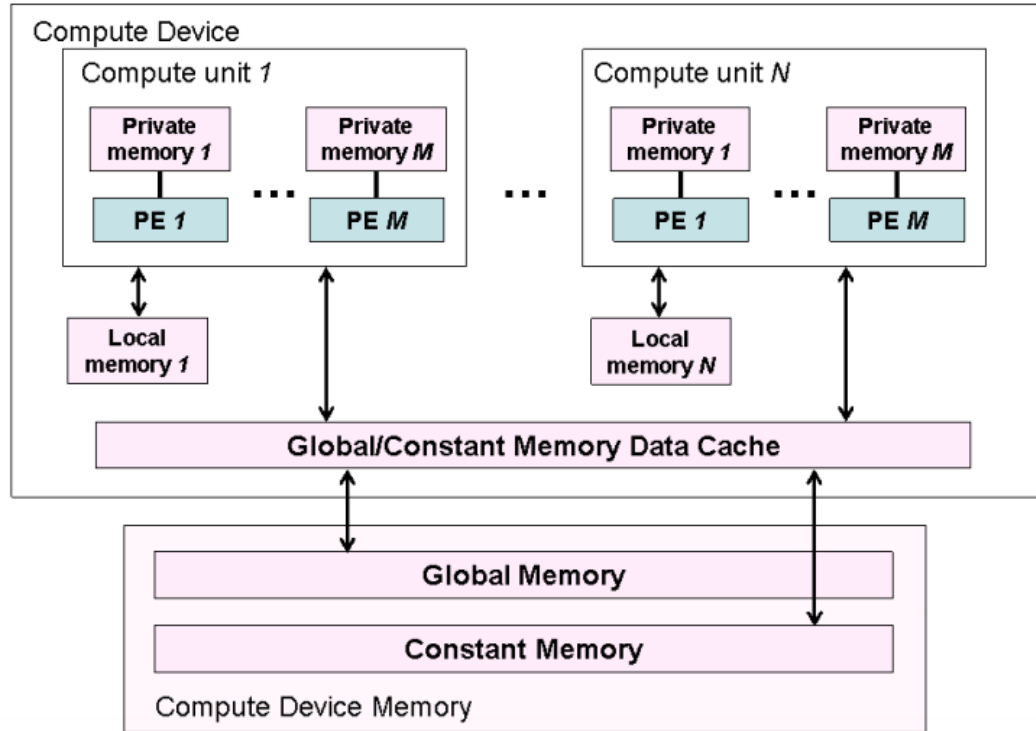 Compute Device
Compute unit 1
Compute unit N
Private
memory 1
Private
memory M
Private
memory 1
Private
memory M
...
...
...
PE 1
PE M
PE 1
PE M
Local
memory 1
Local
memory N
Global/Constant Memory Data Cache
Global Memory
Constant Memory
Compute Device Memory